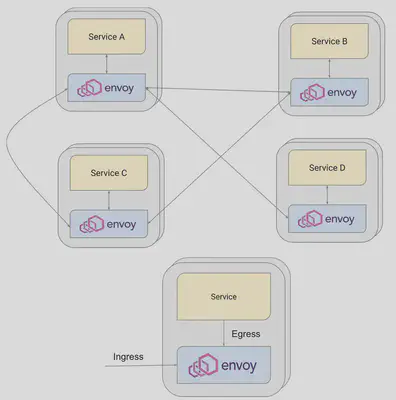 Service A
envoy
Service B
envoy
Service C
envoy
Service D
envoy
Service
Egress
Ingress
envoy